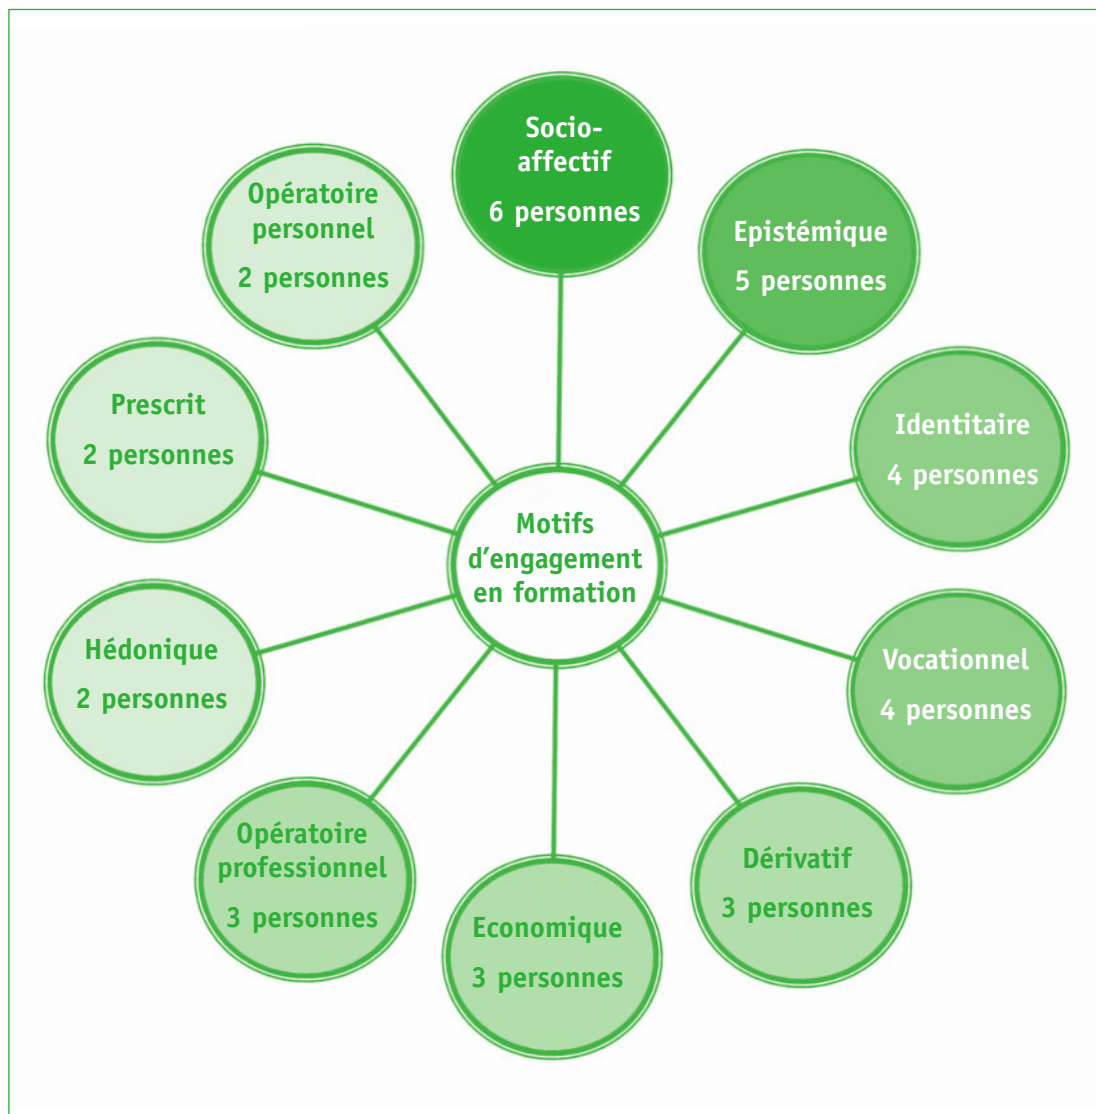 Socio-
affectif
6 personnes
Epistémique
5 personnes
Identitaire
4 personnes
Vocationnel
4 personnes
Dérivatif
3 personnes
Economique
3 personnes
Opératoire
professionnel
3 personnes
Hédonique
2 personnes
Prescrit
2 personnes
Opératoire
personnel
2 personnes
Motifs
d’engagement
en formation